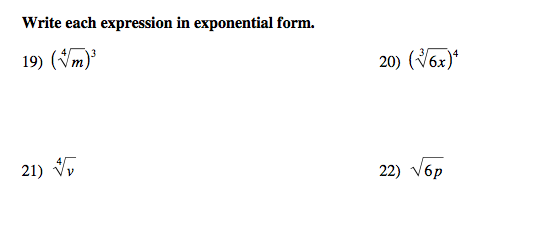 Write each expression in exponential form.
19) (∜m)³
20) (∛6x)⁴
21) ∜v
22) √6p